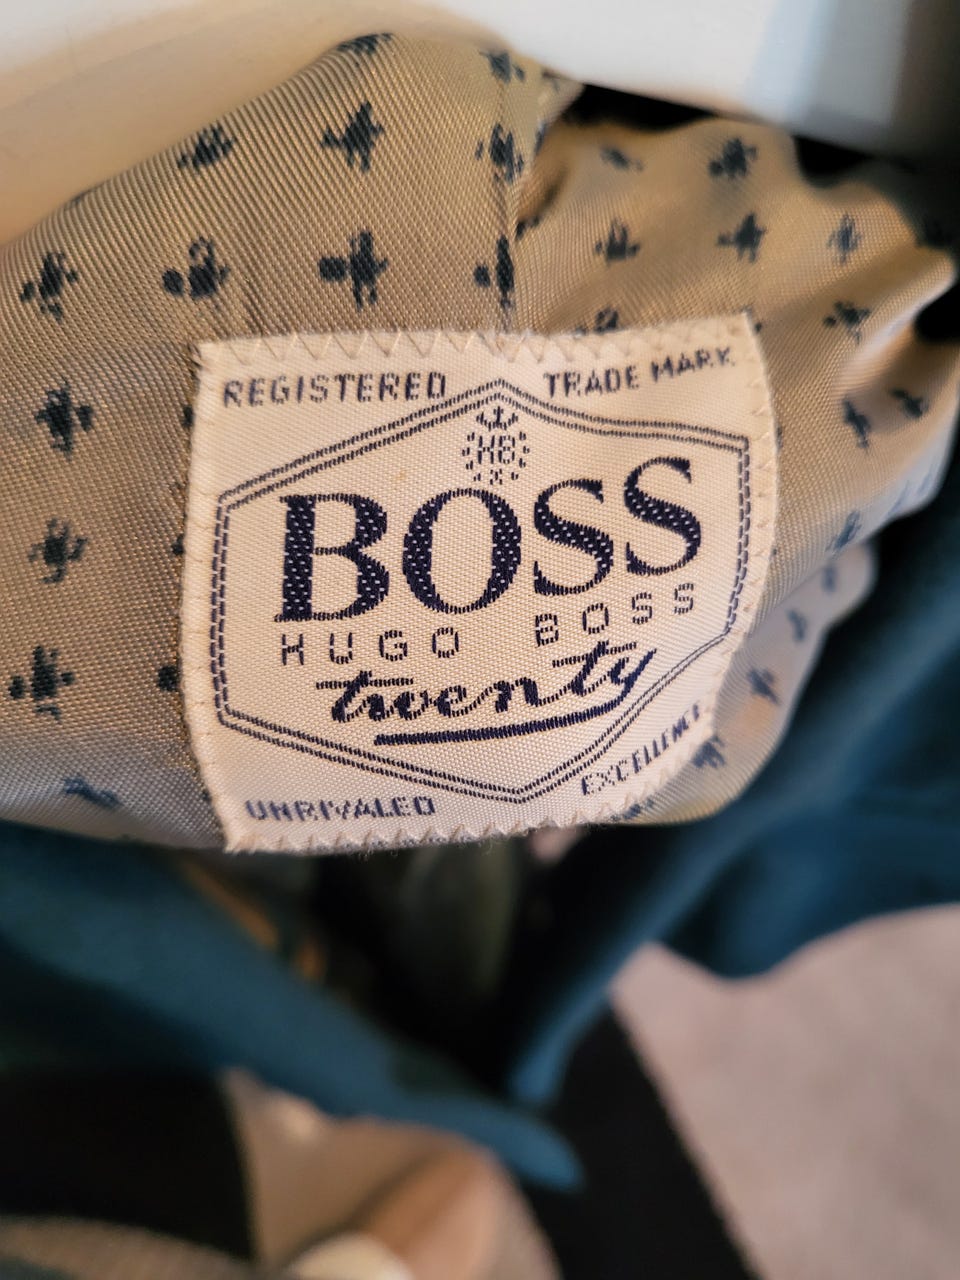 REGISTERED TRADE MARK
HB
BOSS
HUGO BOSS
twenty
UNRIVALED EXCELLENCE